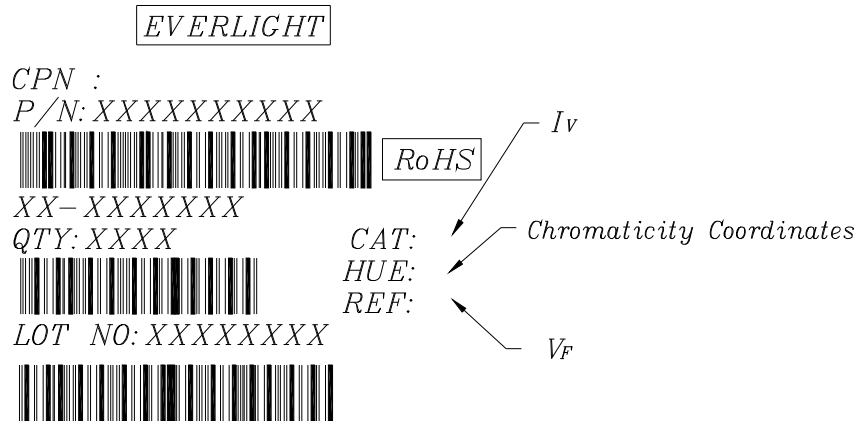 EVERLIGHT
CPN :
P/N: XXXXXXXXXX
RoHS
XX-XXXXXXX
QTY: XXXX
CAT:
HUE:
REF:
LOT NO: XXXXXXXX
Iv
Chromaticity Coordinates
VF